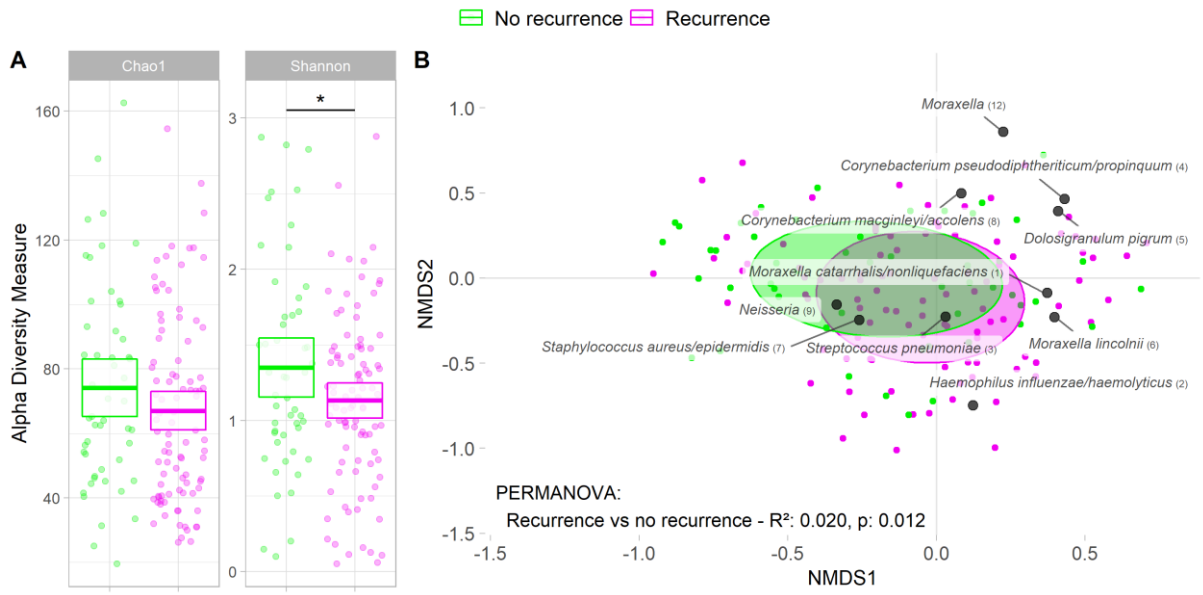 No recurrence Recurrence
A
Chao1 Shannon
Alpha Diversity Measure
160
120
80
40
3
*
2
1
0
B
NMDS2
1.0
0.5
0.0
-0.5
-1.0
-1.5
Moraxella (12)
Corynebacterium pseudodiphtheriticum/propinquum (4)
Corynebacterium macginleyi/accolens (8)
Dolosigranulum pigrum (5)
Moraxella catarrhalis/nonliquefaciens (1)
Neisseria (9)
Staphylococcus aureus/epidermidis (7)
Streptococcus pneumoniae (3)
Moraxella lincolnii (6)
Haemophilus influenzae/haemolyticus (2)
PERMANOVA:
Recurrence vs no recurrence - R²: 0.020, p: 0.012
-1.5 -1.0 -0.5 0.0 0.5
NMDS1